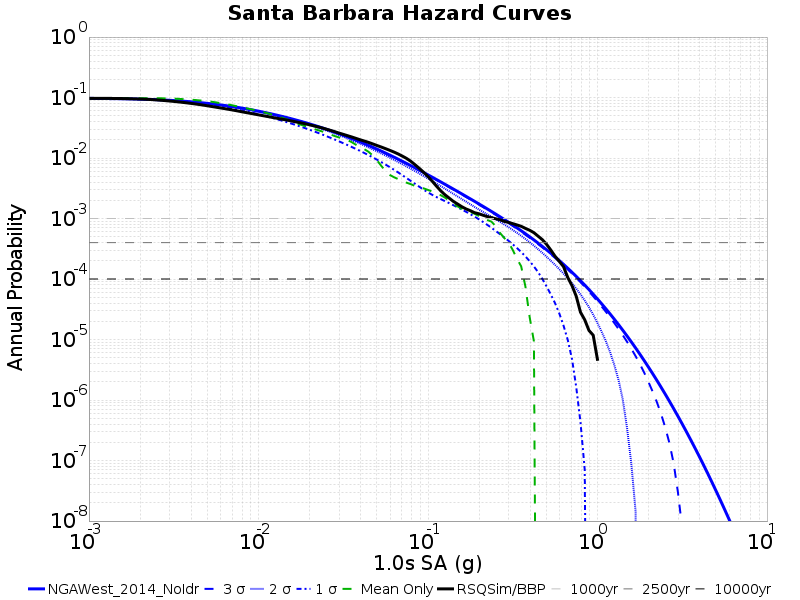 Santa Barbara Hazard Curves
Annual Probability
10^0
10^-1
10^-2
10^-3
10^-4
10^-5
10^-6
10^-7
10^-8
10^-3 10^-2 10^-1 10^0 10^1
1.0s SA (g)
NGAWest_2014_NoIdr 3 σ 2 σ 1 σ Mean Only RSQSim/BBP 1000yr 2500yr 10000yr